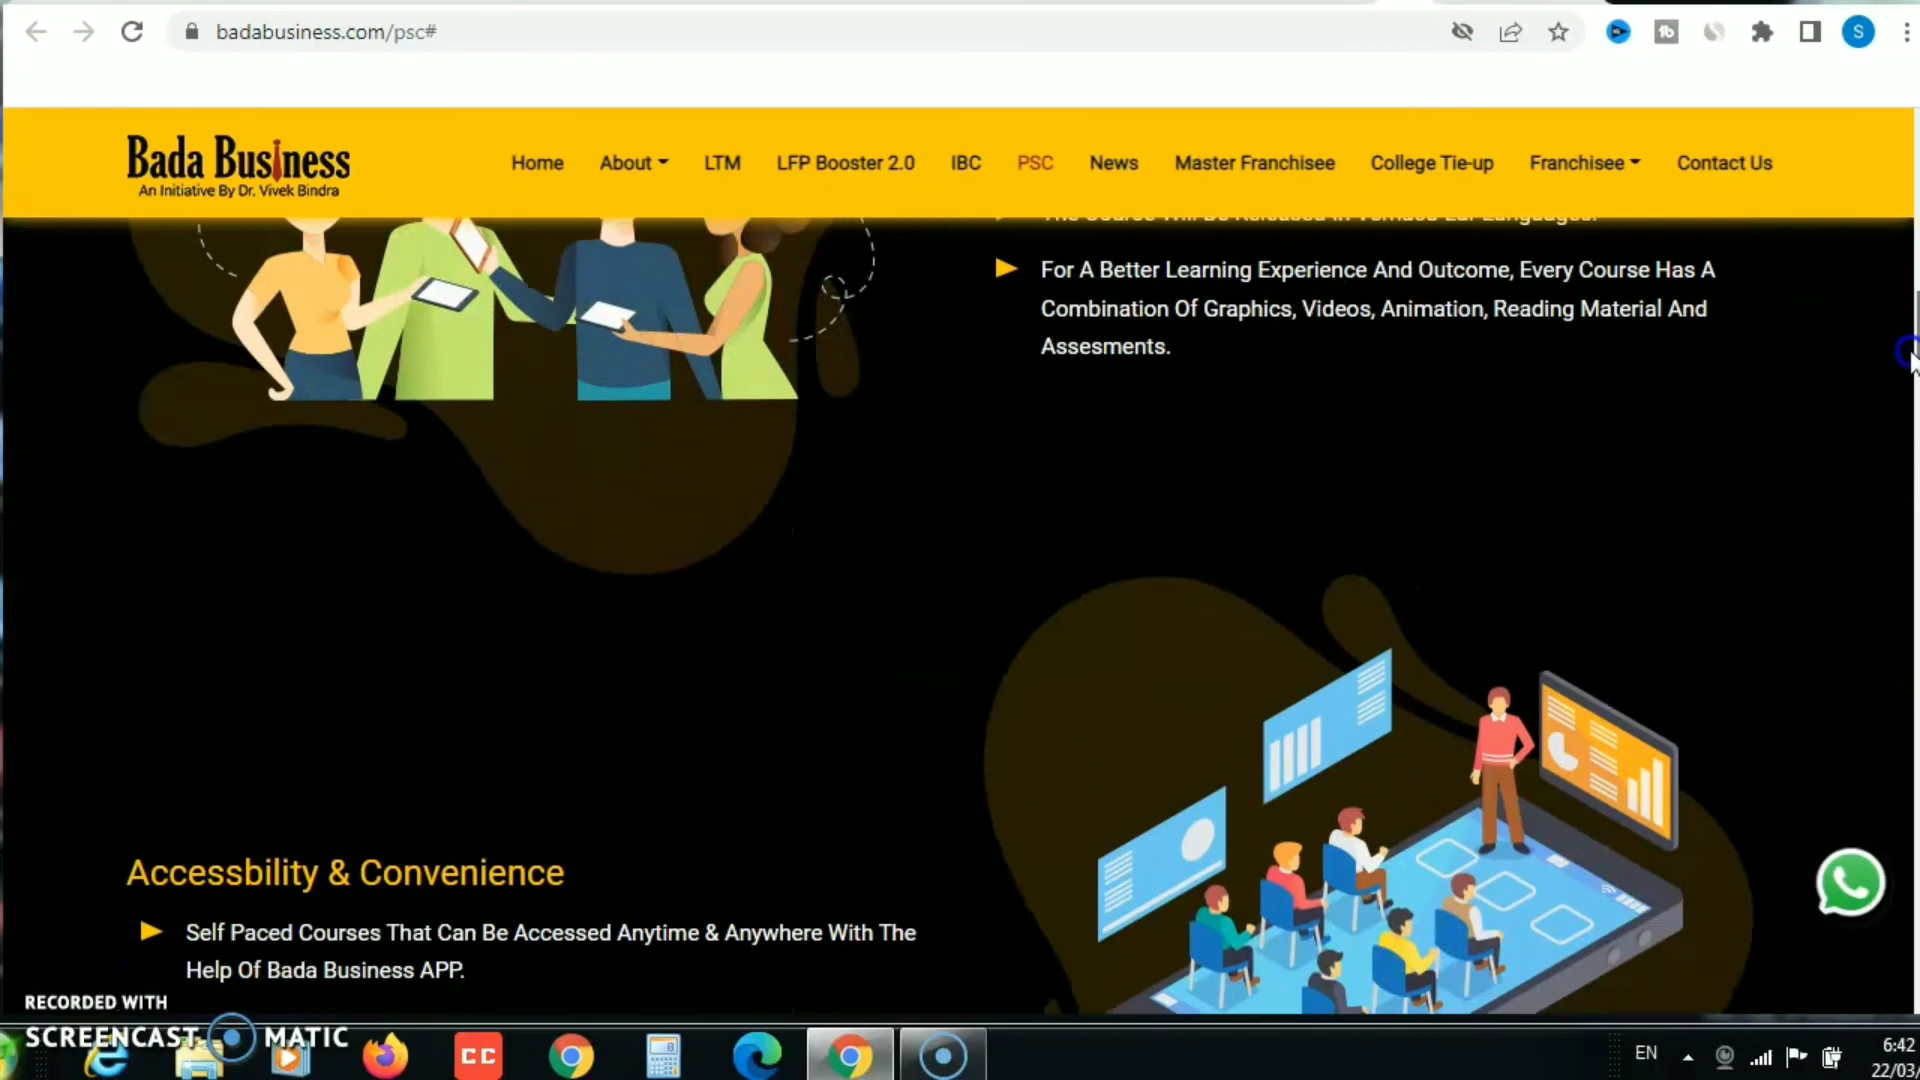 badabusiness.com/psc#
S
Bada Business
An Initiative By Dr. Vivek Bindra
Home About LTM LFP Booster 2.0 IBC PSC News Master Franchisee College Tie-up Franchisee Contact Us
For A Better Learning Experience And Outcome, Every Course Has A
Combination Of Graphics, Videos, Animation, Reading Material And
Assesments.
Accessbility & Convenience
Self Paced Courses That Can Be Accessed Anytime & Anywhere With The
Help Of Bada Business APP.
RECORDED WITH
SCREENCAST MATIC
CC
EN
6:42
22/03/